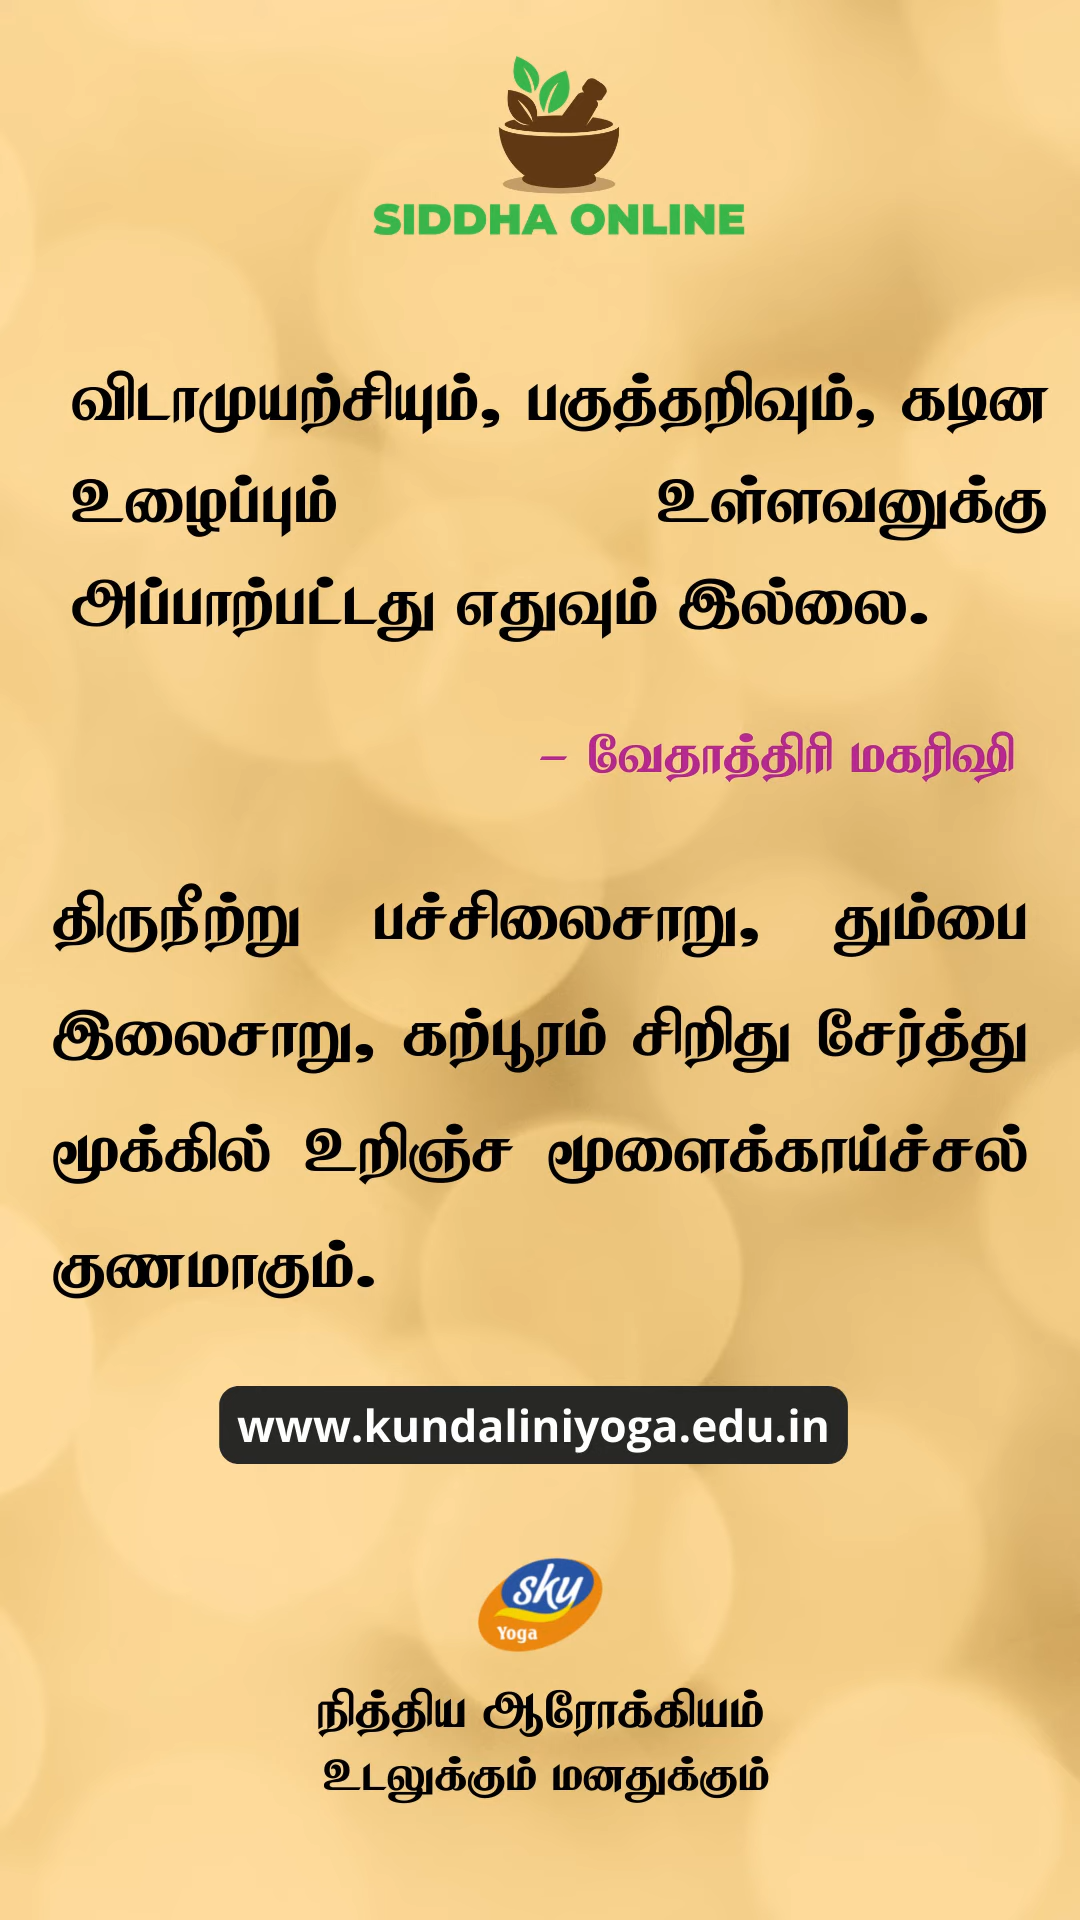 SIDDHA ONLINE
விடாமுயற்சியும், பகுத்தறிவும், கடின
உழைப்பும் உள்ளவனுக்கு
அப்பாற்பட்டது எதுவும் இல்லை.
- வேதாத்திரி மகரிஷி
திருநீற்று பச்சிலைசாறு, தும்பை
இலைசாறு, கற்பூரம் சிறிது சேர்த்து
மூக்கில் உறிஞ்ச மூளைக்காய்ச்சல்
குணமாகும்.
www.kundaliniyoga.edu.in
sky
Yoga
நித்திய ஆரோக்கியம்
உடலுக்கும் மனதுக்கும்